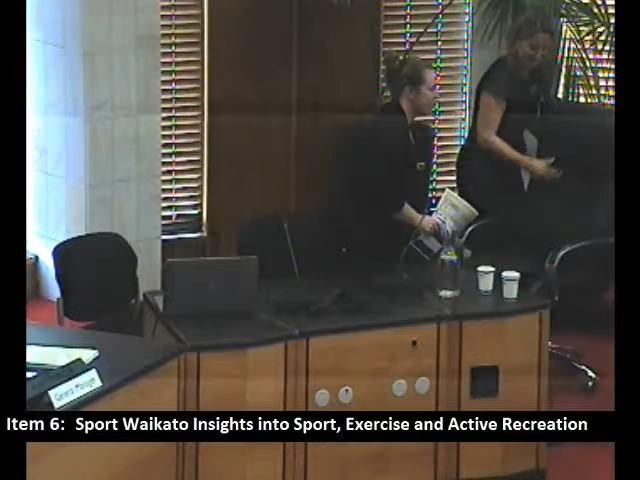 General Manager
Item 6: Sport Waikato Insights into Sport, Exercise and Active Recreation